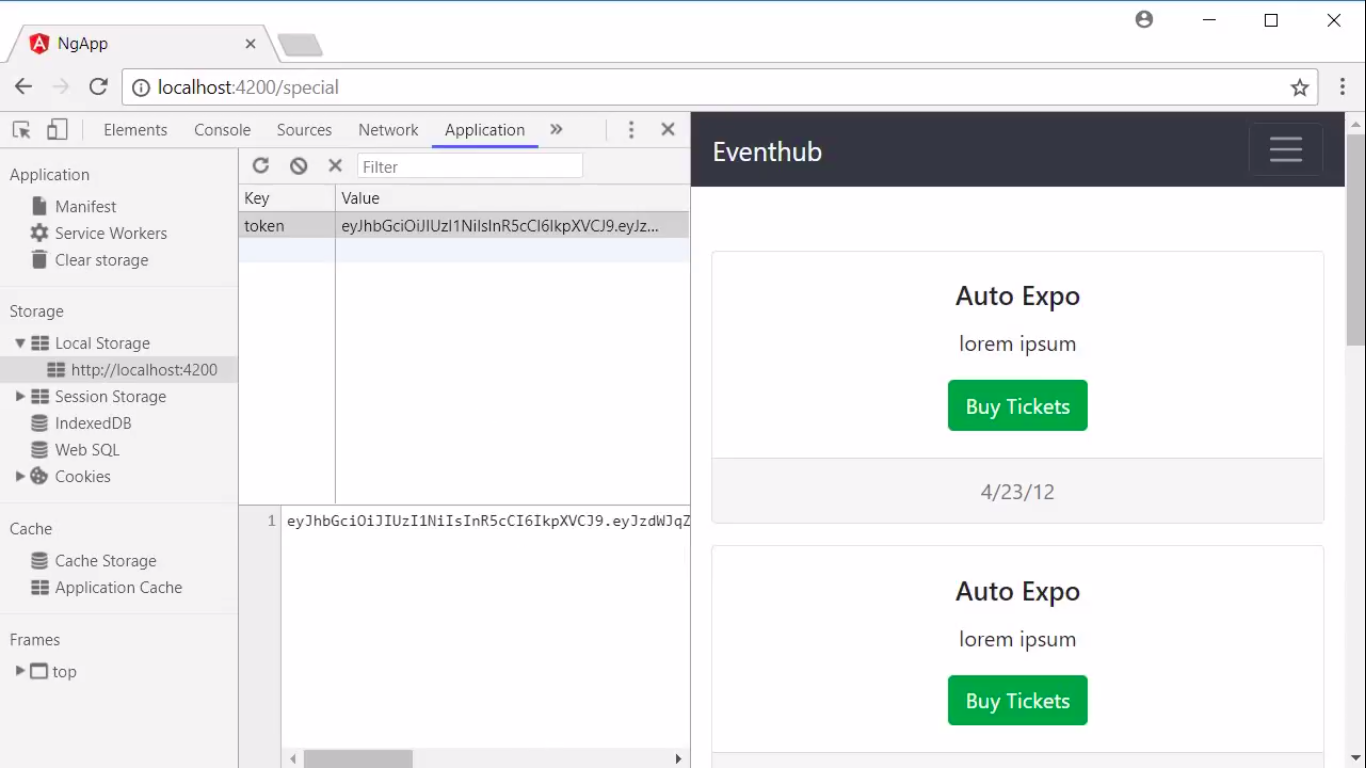 NgApp
localhost:4200/special
Elements Console Sources Network Application »
Application
Manifest
Service Workers
Clear storage
Storage
Local Storage
http://localhost:4200
Session Storage
IndexedDB
Web SQL
Cookies
Cache
Cache Storage
Application Cache
Frames
top
Filter
Key Value
token eyJhbGciOiJIUzI1NiIsInR5cCI6IkpXVCJ9.eyJz...
1 eyJhbGciOiJIUzI1NiIsInR5cCI6IkpXVCJ9.eyJzdWJqZ
Eventhub
Auto Expo
lorem ipsum
Buy Tickets
4/23/12
Auto Expo
lorem ipsum
Buy Tickets